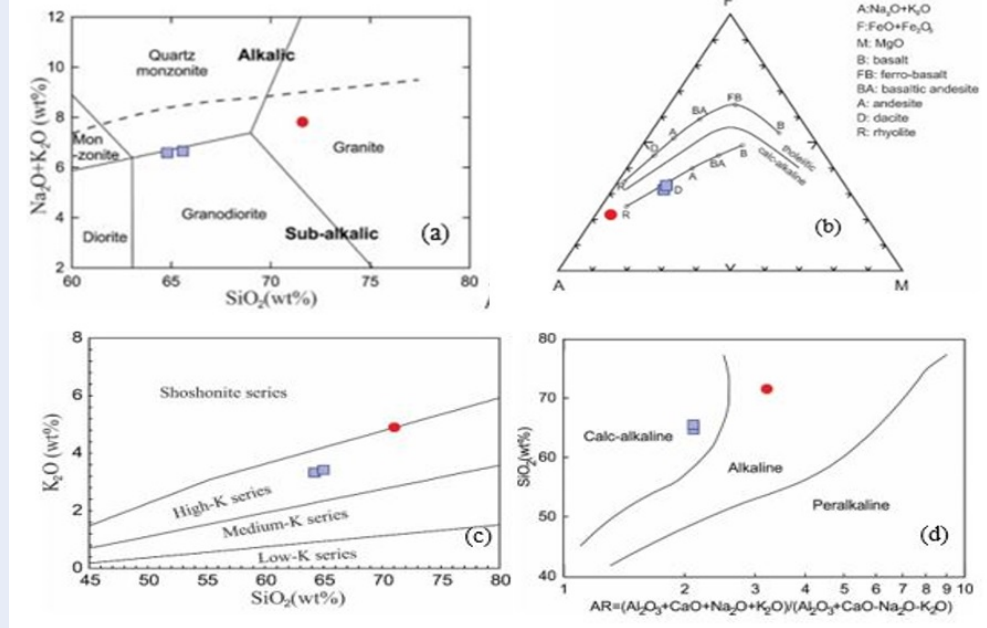 12
10
8
6
4
2
Na₂O+K₂O (wt%)
Quartz
monzonite
Alkalic
Mon
-zonite
Granite
Granodiorite
Diorite
Sub-alkalic
(a)
60
65
70
75
80
SiO₂(wt%)
F
A:Na₂O+K₂O
F:FeO+Fe₂O₃
M: MgO
B: basalt
FB: ferro-basalt
BA: basaltic andesite
A: andesite
D: dacite
R: rhyolite
FB
BA
B
A
D
tholeiitic
calc-alkaline
B
BA
A
D
R
R
(b)
A
M
8
6
4
2
0
K₂O (wt%)
Shoshonite series
High-K series
Medium-K series
Low-K series
(c)
45
50
55
60
65
70
75
80
SiO₂(wt%)
80
70
60
50
40
SiO₂(wt%)
Calc-alkaline
Alkaline
Peralkaline
(d)
1
2
3
4
5
6
7
8
9
10
AR=(Al₂O₃+CaO+Na₂O+K₂O)/(Al₂O₃+CaO-Na₂O-K₂O)